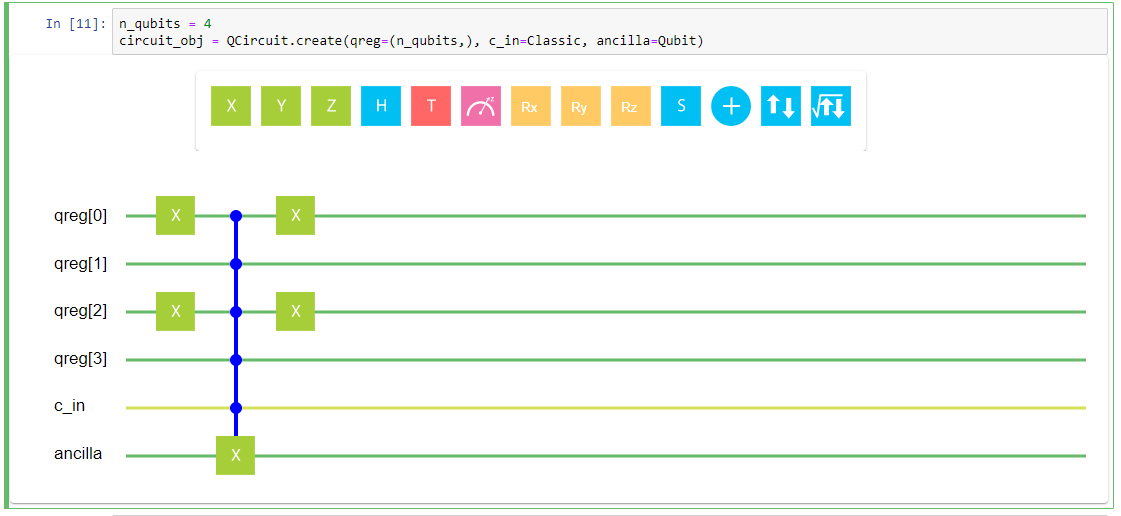 In [11]: n_qubits = 4
circuit_obj = QCircuit.create(qreg=(n_qubits,), c_in=Classic, ancilla=Qubit)
X Y Z H T z Rx Ry Rz S + √
qreg[0] X X
qreg[1]
qreg[2] X X
qreg[3]
c_in
ancilla X